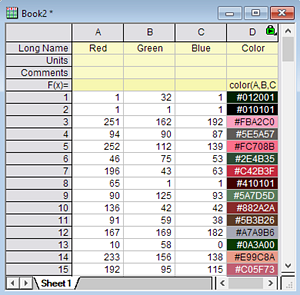 Book2 *
A B C D
Long Name Red Green Blue Color
Units
Comments
F(x)= color(A,B,C
1 1 32 1 #012001
2 1 1 1 #010101
3 251 162 192 #FBA2C0
4 94 90 87 #5E5A57
5 252 112 139 #FC708B
6 46 75 53 #2E4B35
7 196 43 63 #C42B3F
8 65 1 1 #410101
9 90 125 93 #5A7D5D
10 136 42 42 #882A2A
11 91 59 38 #5B3B26
12 167 169 182 #A7A9B6
13 10 58 0 #0A3A00
14 233 156 138 #E99C8A
15 192 95 115 #C05F73
Sheet1